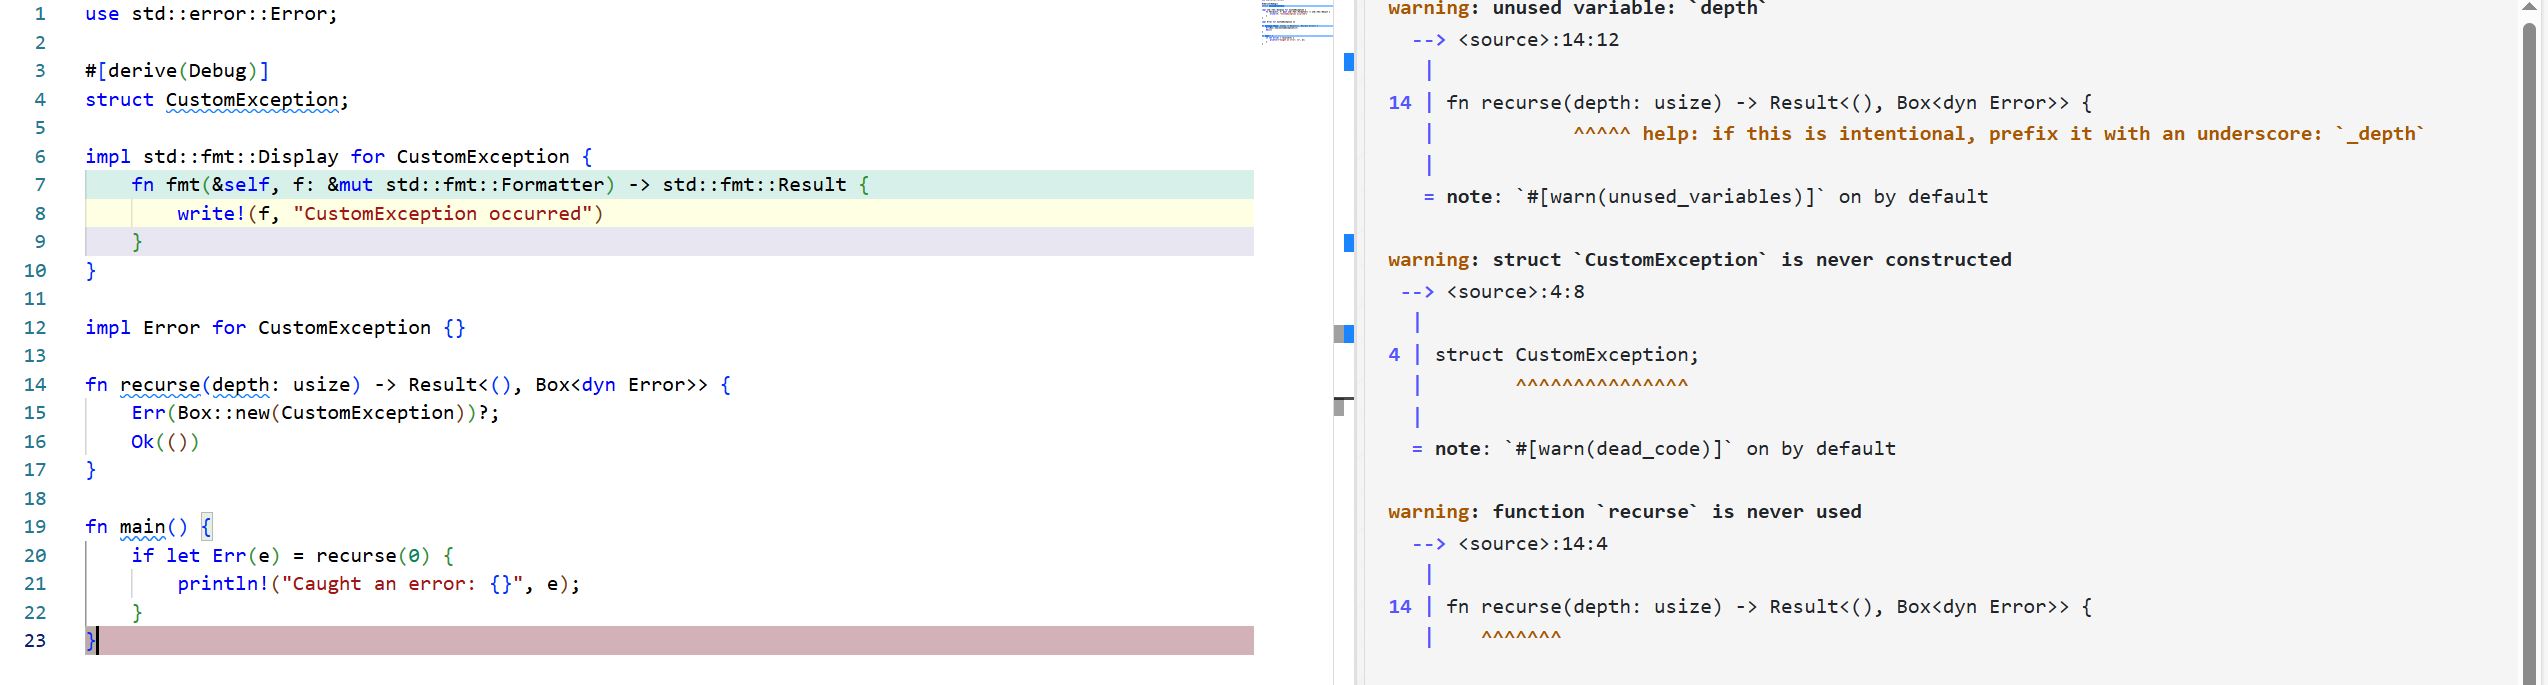 1 use std::error::Error;
2
3 #[derive(Debug)]
4 struct CustomException;
5
6 impl std::fmt::Display for CustomException {
7     fn fmt(&self, f: &mut std::fmt::Formatter) -> std::fmt::Result {
8         write!(f, "CustomException occurred")
9     }
10 }
11
12 impl Error for CustomException {}
13
14 fn recurse(depth: usize) -> Result<(), Box<dyn Error>> {
15     Err(Box::new(CustomException))?;
16     Ok(())
17 }
18
19 fn main() {
20     if let Err(e) = recurse(0) {
21         println!("Caught an error: {}", e);
22     }
23 }
warning: unused variable: `depth`
  --> <source>:14:12
   |
14 | fn recurse(depth: usize) -> Result<(), Box<dyn Error>> {
   |            ^^^^^ help: if this is intentional, prefix it with an underscore: `_depth`
   |
   = note: `#[warn(unused_variables)]` on by default
warning: struct `CustomException` is never constructed
 --> <source>:4:8
  |
4 | struct CustomException;
  |        ^^^^^^^^^^^^^^^
  |
  = note: `#[warn(dead_code)]` on by default
warning: function `recurse` is never used
  --> <source>:14:4
   |
14 | fn recurse(depth: usize) -> Result<(), Box<dyn Error>> {
   |    ^^^^^^^